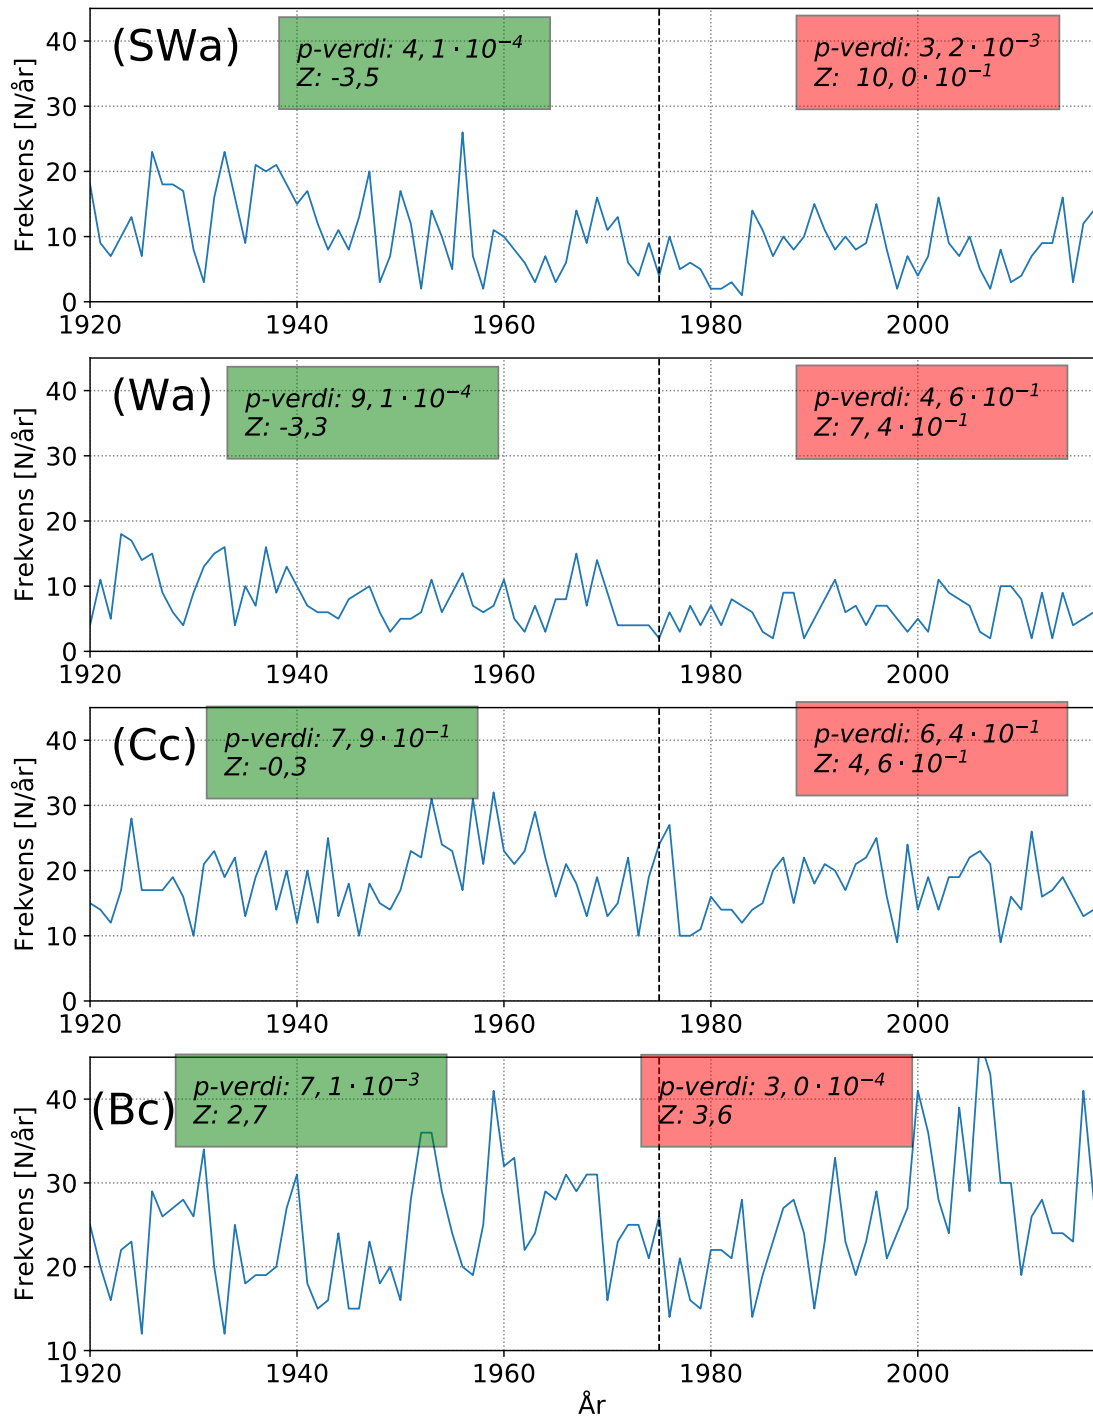 (SWa)
p-verdi: 4, 1 · 10⁻⁴
Z: -3,5
p-verdi: 3, 2 · 10⁻³
Z: 10, 0 · 10⁻¹
Frekvens [N/år]
40
30
20
10
0
1920 1940 1960 1980 2000
(Wa)
p-verdi: 9, 1 · 10⁻⁴
Z: -3,3
p-verdi: 4, 6 · 10⁻¹
Z: 7, 4 · 10⁻¹
Frekvens [N/år]
40
30
20
10
0
1920 1940 1960 1980 2000
(Cc)
p-verdi: 7, 9 · 10⁻¹
Z: -0,3
p-verdi: 6, 4 · 10⁻¹
Z: 4, 6 · 10⁻¹
Frekvens [N/år]
40
30
20
10
0
1920 1940 1960 1980 2000
(Bc)
p-verdi: 7, 1 · 10⁻³
Z: 2,7
p-verdi: 3, 0 · 10⁻⁴
Z: 3,6
Frekvens [N/år]
40
30
20
10
1920 1940 1960 1980 2000
År